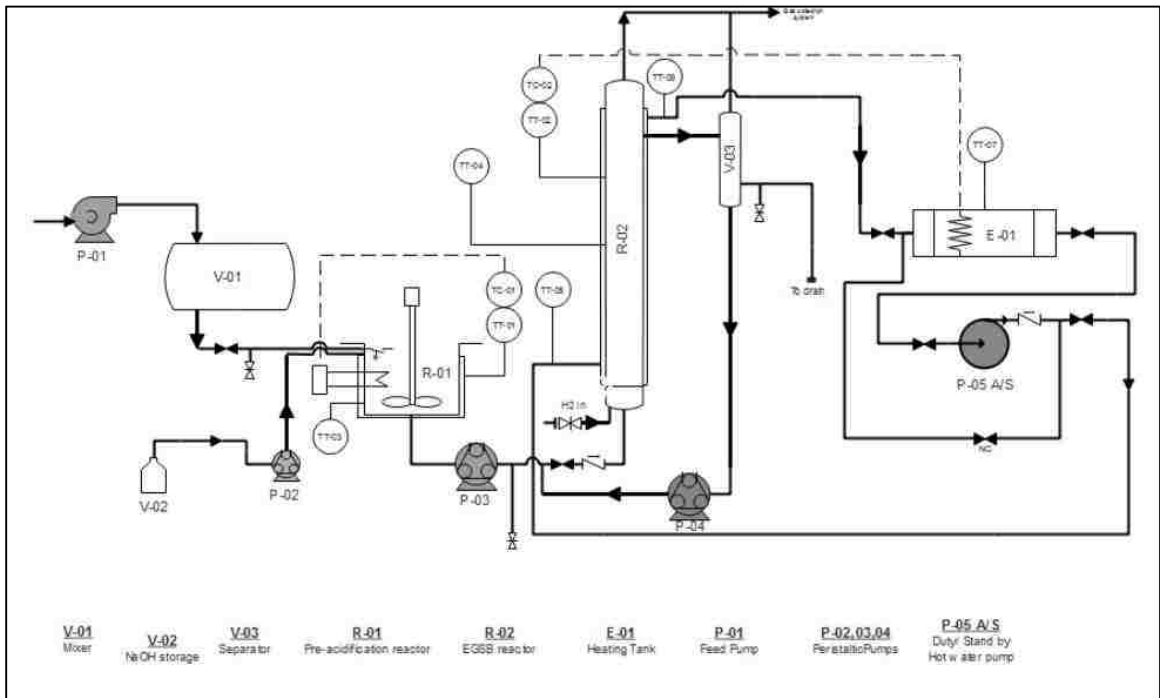 Gas collection
system
TC-02
TT-06
TT-02
TT-04
V-03
TT-07
R-02
E-01
P-01
V-01
TC-01
TT-01
TT-05
To drain
R-01
P-05 A/S
H2 in
TT-03
NC
V-02
P-02
P-03
P-04
V-01
Mixer
V-02
NaOH storage
V-03
Separator
R-01
Pre-acidification reactor
R-02
EGSB reactor
E-01
Heating Tank
P-01
Feed Pump
P-02,03,04
PeristalticPumps
P-05 A/S
Duty/ Stand by
Hot water pump